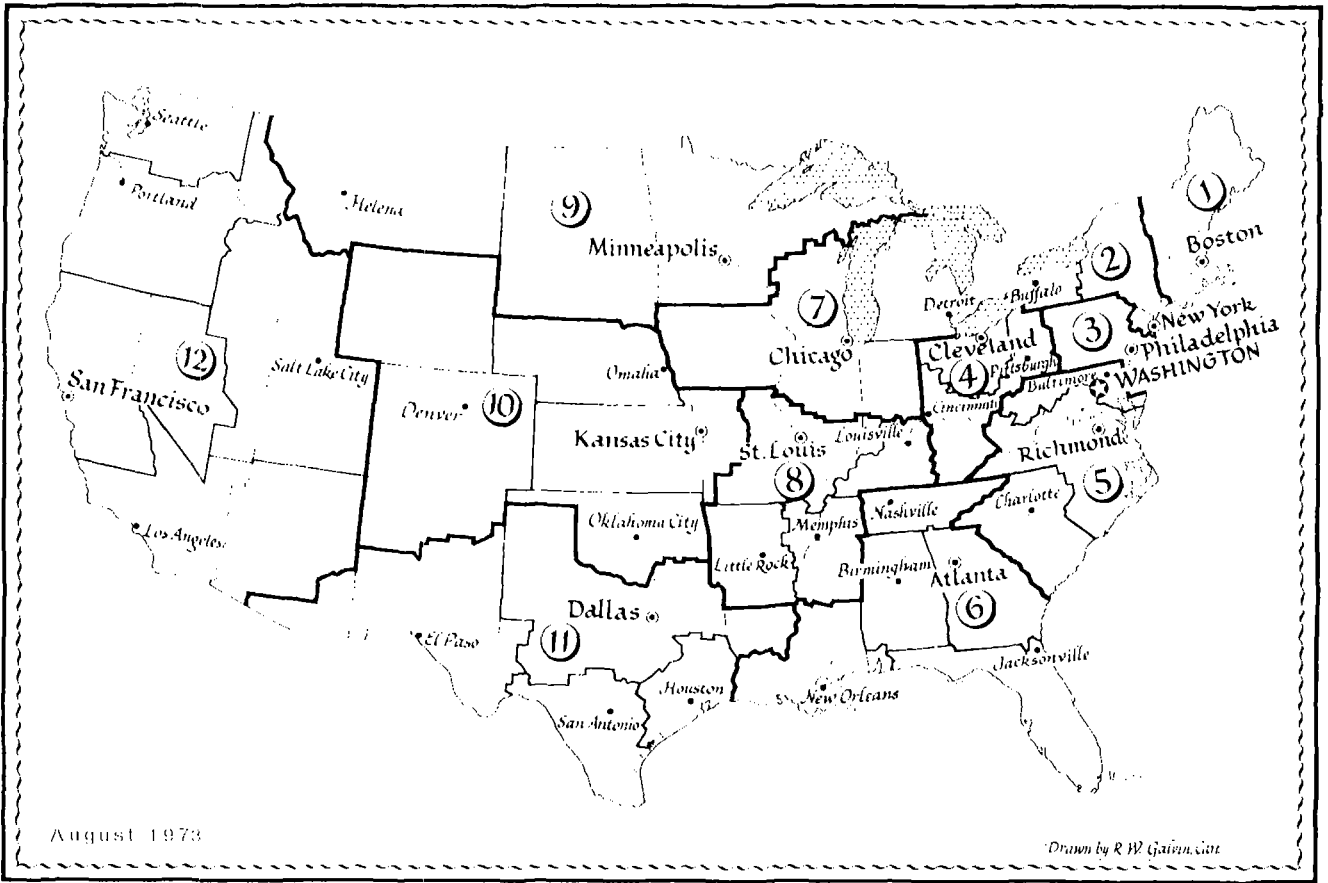 Seattle
Portland
Helena
9
Minneapolis
1
Boston
2
7
Detroit
Buffalo
New York
3
Philadelphia
Chicago
Cleveland
Pittsburgh
WASHINGTON
12
Salt Lake City
Omaha
4
Baltimore
San Francisco
Denver
10
Cincinnati
Kansas City
St. Louis
Louisville
Richmond
8
5
Nashville
Charlotte
Los Angeles
Oklahoma City
Memphis
Little Rock
Birmingham
Atlanta
Dallas
6
El Paso
11
Jacksonville
Houston
New Orleans
San Antonio
August 1973
Drawn by R. W. Galvin, Cart.